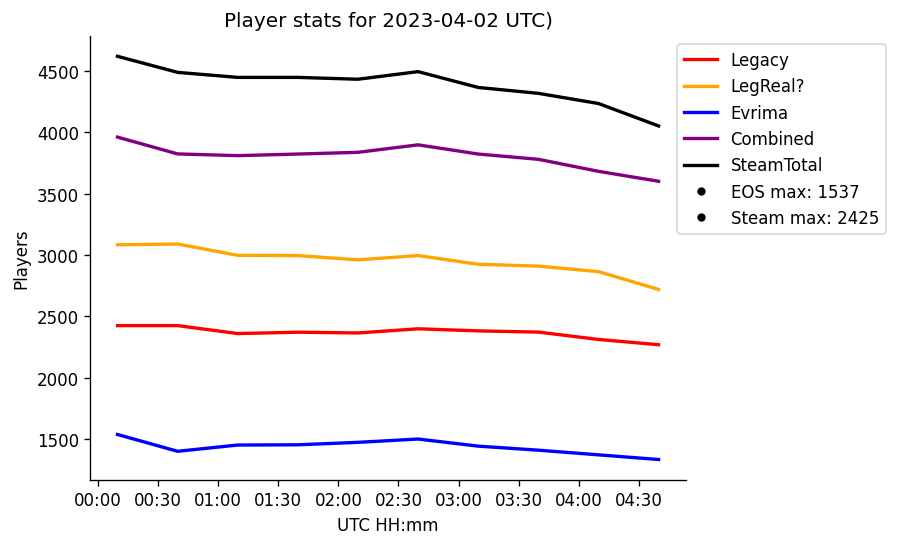 Player stats for 2023-04-02 UTC)
Legacy
LegReal?
Evrima
Combined
SteamTotal
EOS max: 1537
Steam max: 2425
Players
4500
4000
3500
3000
2500
2000
1500
00:00 00:30 01:00 01:30 02:00 02:30 03:00 03:30 04:00 04:30
UTC HH:mm